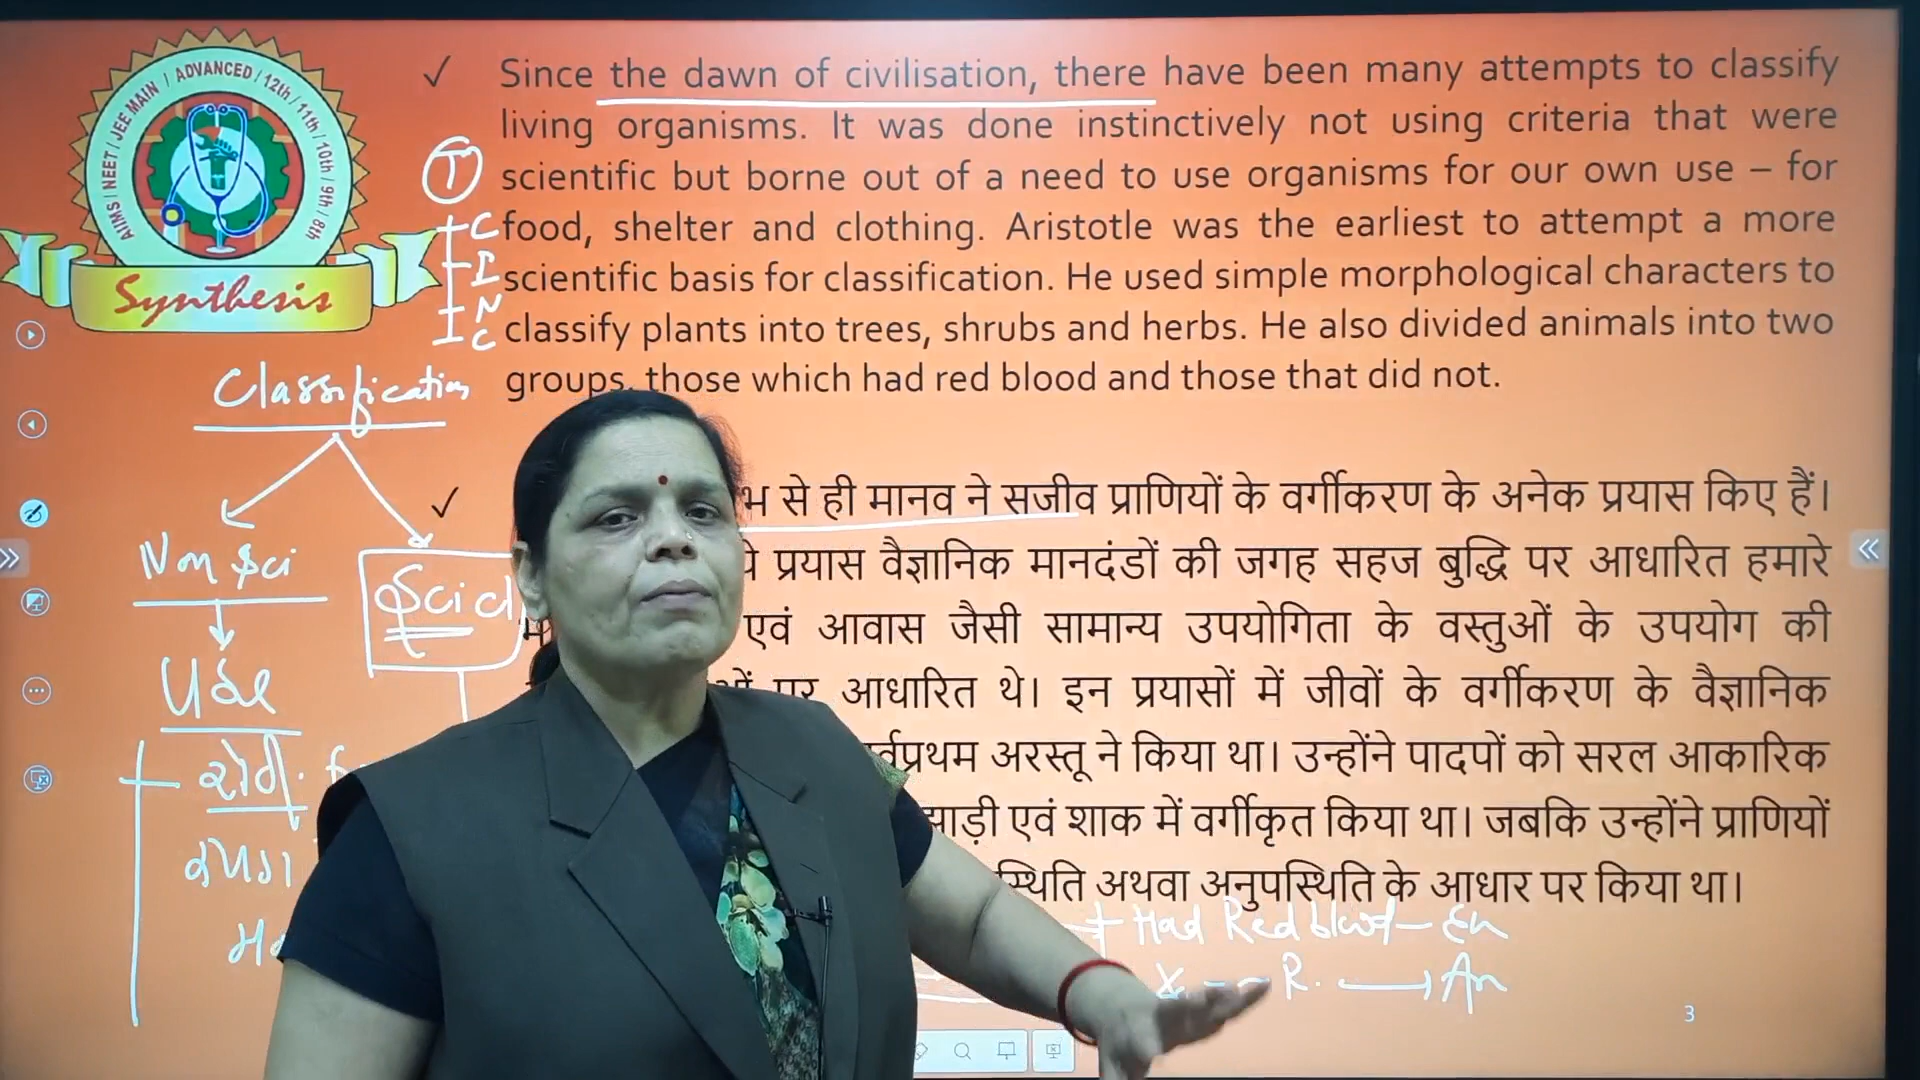 AIIMS / NEET / JEE MAIN / ADVANCED / 12th / 11th / 10th / 9th / 8th
Synthesis
✓ Since the dawn of civilisation, there have been many attempts to classify
living organisms. It was done instinctively not using criteria that were
scientific but borne out of a need to use organisms for our own use – for
food, shelter and clothing. Aristotle was the earliest to attempt a more
scientific basis for classification. He used simple morphological characters to
classify plants into trees, shrubs and herbs. He also divided animals into two
groups, those which had red blood and those that did not.
T
C
I
N
C
Classification
Non Sci
Sci cl
✓ से ही मानव ने सजीव प्राणियों के वर्गीकरण के अनेक प्रयास किए हैं।
प्रयास वैज्ञानिक मानदंडों की जगह सहज बुद्धि पर आधारित हमारे
एवं आवास जैसी सामान्य उपयोगिता के वस्तुओं के उपयोग की
पर आधारित थे। इन प्रयासों में जीवों के वर्गीकरण के वैज्ञानिक
अरस्तू ने किया था। उन्होंने पादपों को सरल आकारिक
झाड़ी एवं शाक में वर्गीकृत किया था। जबकि उन्होंने प्राणियों
अथवा अनुपस्थिति के आधार पर किया था।
Had Red blood – En
X – – R. → An
3